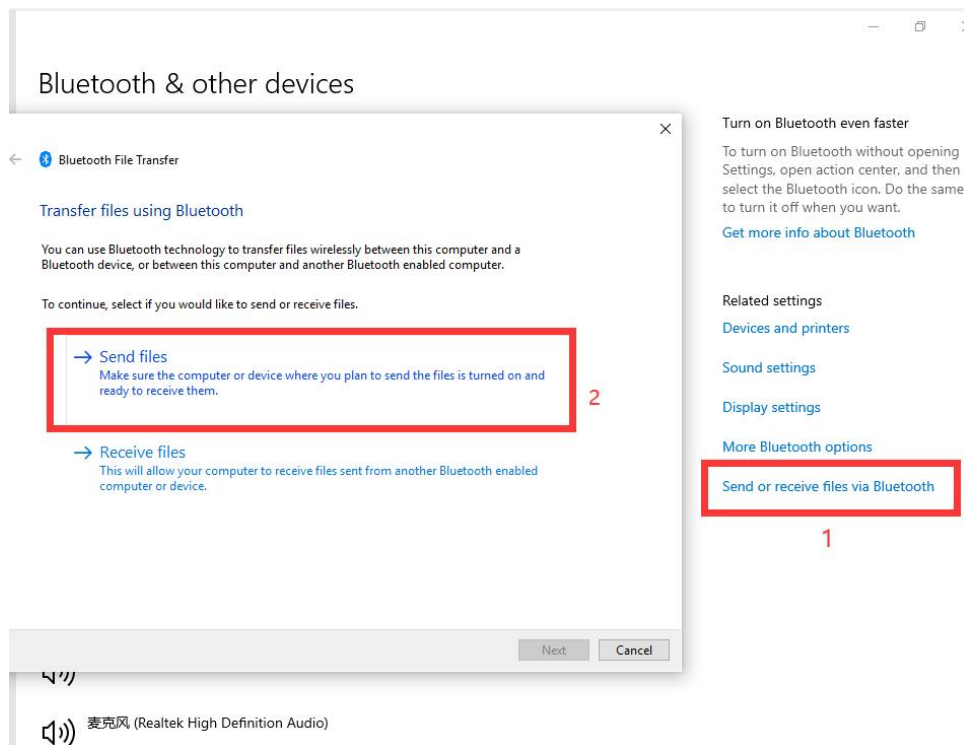 Bluetooth & other devices
Bluetooth File Transfer
Transfer files using Bluetooth
You can use Bluetooth technology to transfer files wirelessly between this computer and a
Bluetooth device, or between this computer and another Bluetooth enabled computer.
To continue, select if you would like to send or receive files.
Send files
Make sure the computer or device where you plan to send the files is turned on and
ready to receive them.
2
Receive files
This will allow your computer to receive files sent from another Bluetooth enabled
computer or device.
Next
Cancel
麦克风 (Realtek High Definition Audio)
Turn on Bluetooth even faster
To turn on Bluetooth without opening
Settings, open action center, and then
select the Bluetooth icon. Do the same
to turn it off when you want.
Get more info about Bluetooth
Related settings
Devices and printers
Sound settings
Display settings
More Bluetooth options
Send or receive files via Bluetooth
1